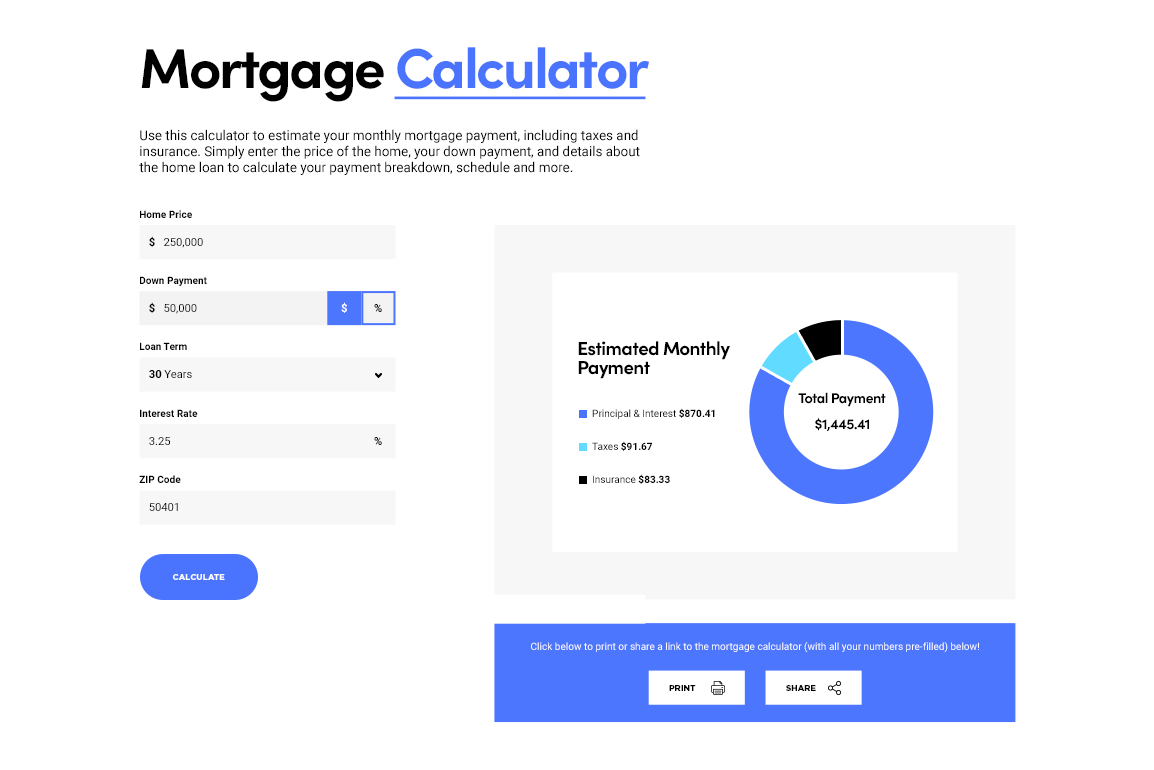 Mortgage Calculator
Use this calculator to estimate your monthly mortgage payment, including taxes and
insurance. Simply enter the price of the home, your down payment, and details about
the home loan to calculate your payment breakdown, schedule and more.
Home Price
$ 250,000
Down Payment
$ 50,000 $ %
Loan Term
30 Years
Interest Rate
3.25 %
ZIP Code
50401
CALCULATE
Estimated Monthly
Payment
Principal & Interest $870.41
Taxes $91.67
Insurance $83.33
Total Payment
$1,445.41
Click below to print or share a link to the mortgage calculator (with all your numbers pre-filled) below!
PRINT
SHARE